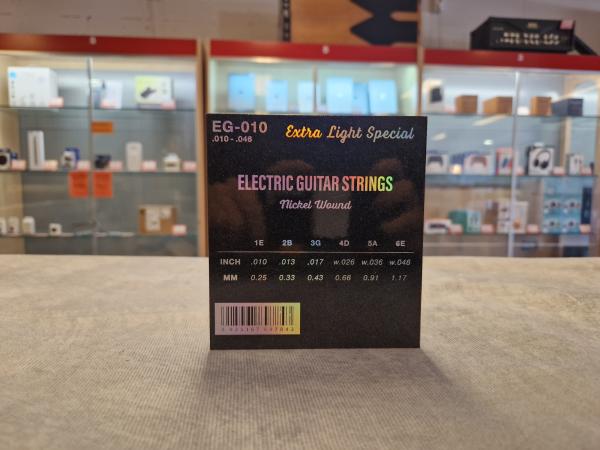 EG-010
.010 - .046
Extra Light Special
ELECTRIC GUITAR STRINGS
Nickel Wound
1E 2B 3G 4D 5A 6E
INCH .010 .013 .017 w.026 w.036 w.046
MM 0.25 0.33 0.43 0.66 0.91 1.17